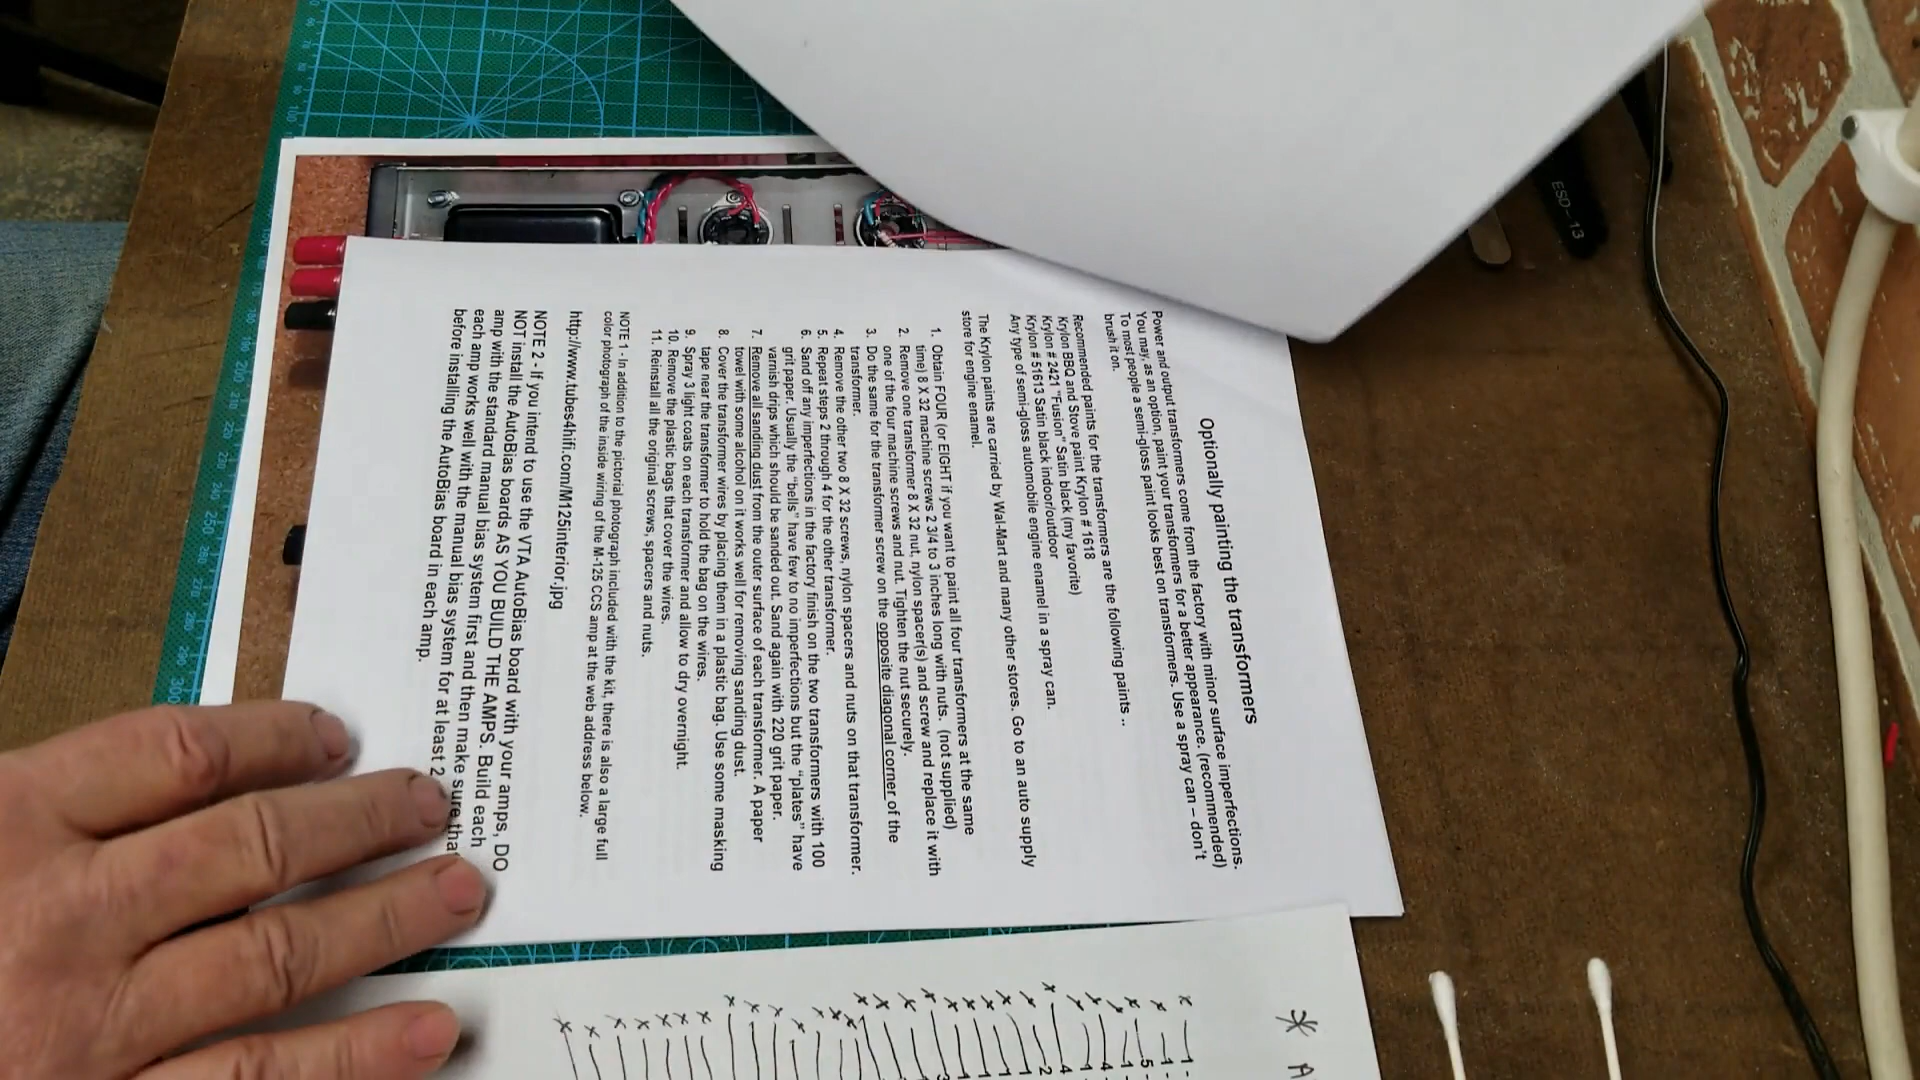 Optionally painting the transformers
Power and output transformers come from the factory with minor surface imperfections.
You may, as an option, paint your transformers for a better appearance. (recommended)
To most people a semi-gloss paint looks best on transformers. Use a spray can – don't
brush it on.
Recommended paints for the transformers are the following paints ..
Krylon BBQ and Stove paint Krylon # 1618
Krylon # 2421 "Fusion" Satin black (my favorite)
Krylon # 51613 Satin black indoor/outdoor
Any type of semi-gloss automobile engine enamel in a spray can.
The Krylon paints are carried by Wal-Mart and many other stores. Go to an auto supply
store for engine enamel.
1. Obtain FOUR (or EIGHT if you want to paint all four transformers at the same
time) 8 X 32 machine screws 2 3/4 to 3 inches long with nuts. (not supplied)
2. Remove one transformer 8 X 32 nut, nylon spacer(s) and screw and replace it with
one of the four machine screws and nut. Tighten the nut securely.
3. Do the same for the transformer screw on the opposite diagonal corner of the
transformer.
4. Remove the other two 8 X 32 screws, nylon spacers and nuts on that transformer.
5. Repeat steps 2 through 4 for the other transformer.
6. Sand off any imperfections in the factory finish on the two transformers with 100
grit paper. Usually the "bells" have few to no imperfections but the "plates" have
varnish drips which should be sanded out. Sand again with 220 grit paper.
7. Remove all sanding dust from the outer surface of each transformer. A paper
towel with some alcohol on it works well for removing sanding dust.
8. Cover the transformer wires by placing them in a plastic bag. Use some masking
tape near the transformer to hold the bag on the wires.
9. Spray 3 light coats on each transformer and allow to dry overnight.
10. Remove the plastic bags that cover the wires.
11. Reinstall all the original screws, spacers and nuts.
NOTE 1 - In addition to the pictorial photograph included with the kit, there is also a large full
color photograph of the inside wiring of the M-125 CCS amp at the web address below.
http://www.tubes4hifi.com/M125interior.jpg
NOTE 2 - If you intend to use the VTA AutoBias board with your amps, DO
NOT install the AutoBias boards AS YOU BUILD THE AMPS. Build each
amp with the standard manual bias system first and then make sure that
each amp works well with the manual bias system for at least 2
before installing the AutoBias board in each amp.
ESD-13